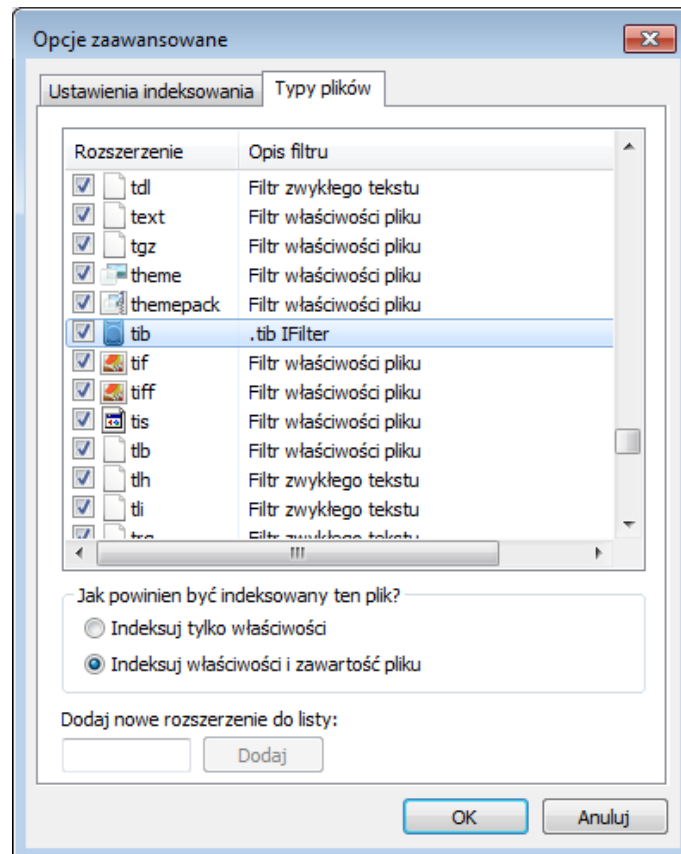 Opcje zaawansowane
Ustawienia indeksowania Typy plików
Rozszerzenie Opis filtru
tdl Filtr zwykłego tekstu
text Filtr właściwości pliku
tgz Filtr właściwości pliku
theme Filtr właściwości pliku
themepack Filtr właściwości pliku
tib .tib IFilter
tif Filtr właściwości pliku
tiff Filtr właściwości pliku
tis Filtr właściwości pliku
tlb Filtr właściwości pliku
tlh Filtr zwykłego tekstu
tli Filtr zwykłego tekstu
trg Filtr zwykłego tekstu
Jak powinien być indeksowany ten plik?
Indeksuj tylko właściwości
Indeksuj właściwości i zawartość pliku
Dodaj nowe rozszerzenie do listy:
Dodaj
OK Anuluj